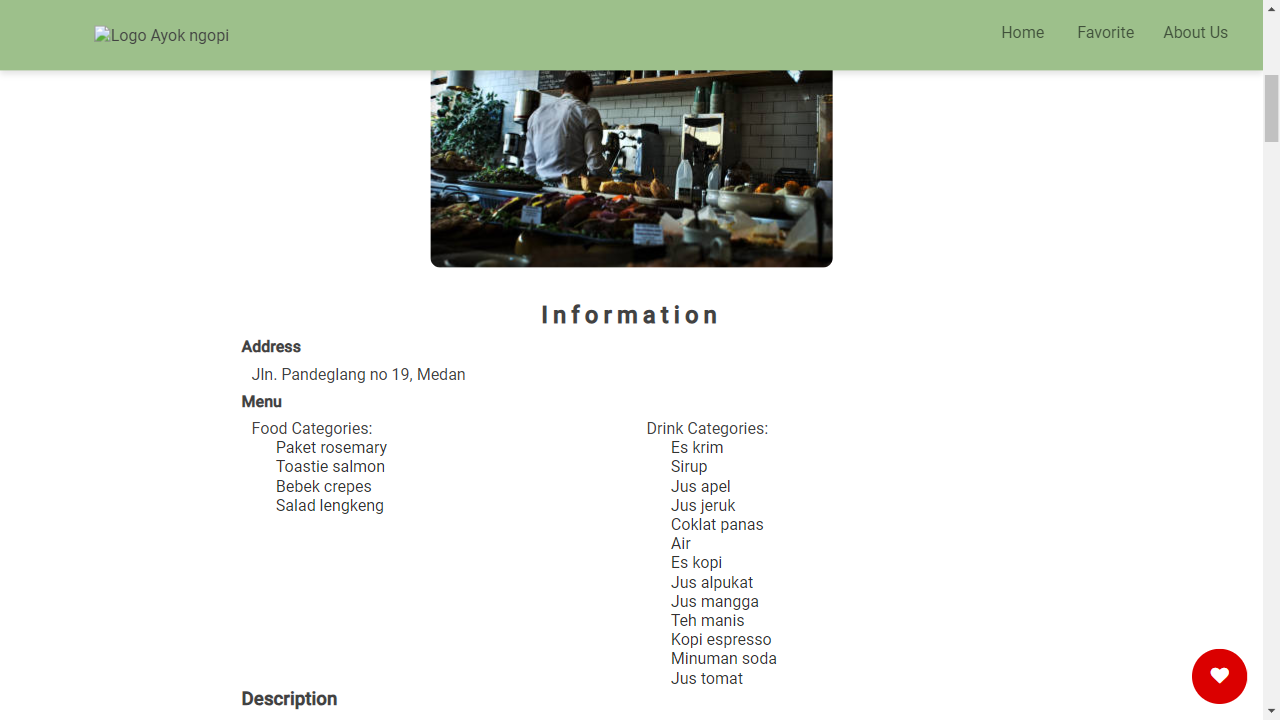 Logo Ayok ngopi
Home Favorite About Us
Information
Address
Jln. Pandeglang no 19, Medan
Menu
Food Categories:
Paket rosemary
Toastie salmon
Bebek crepes
Salad lengkeng
Drink Categories:
Es krim
Sirup
Jus apel
Jus jeruk
Coklat panas
Air
Es kopi
Jus alpukat
Jus mangga
Teh manis
Kopi espresso
Minuman soda
Jus tomat
Description